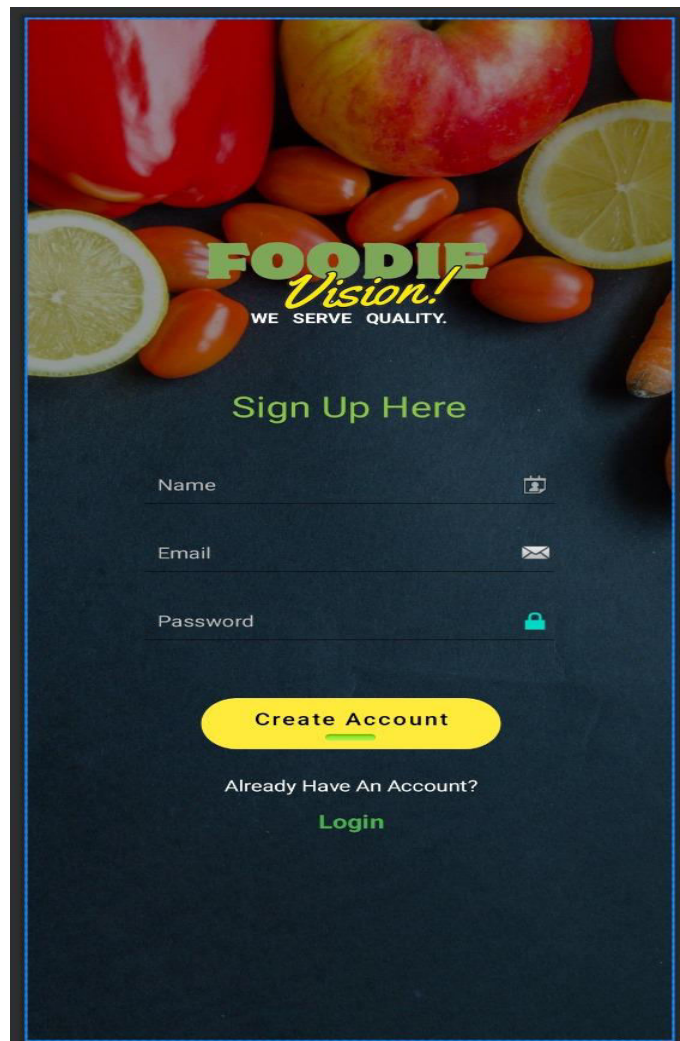 FOODIE
Vision!
WE SERVE QUALITY.
Sign Up Here
Name
Email
Password
Create Account
Already Have An Account?
Login